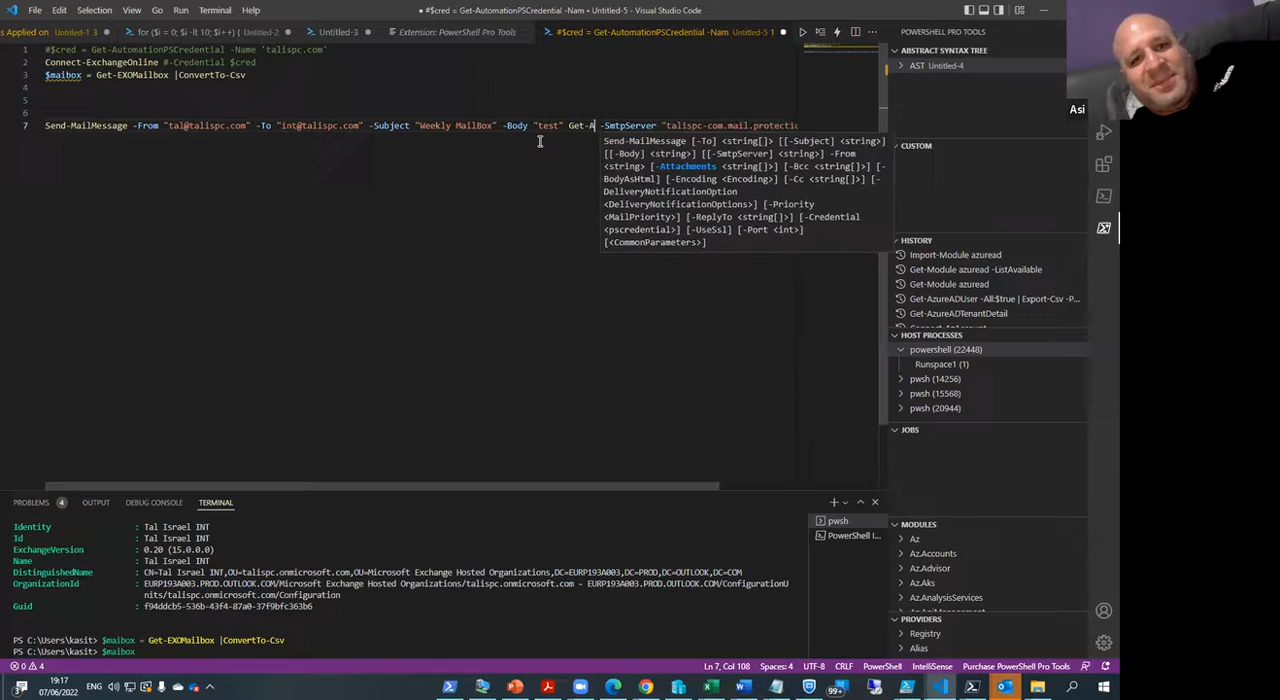 File Edit Selection View Go Run Terminal Help
#$cred = Get-AutomationPSCredential -Nam • Untitled-5 - Visual Studio Code
s Applied on Untitled-1 3
for ($i = 0; $i -lt 10; $i++) { Untitled-2
Untitled-3
Extension: PowerShell Pro Tools
#$cred = Get-AutomationPSCredential -Nam Untitled-5 1
1 #$cred = Get-AutomationPSCredential -Name 'talispc.com'
2 Connect-ExchangeOnline #-Credential $cred
3 $maibox = Get-EXOMailbox |ConvertTo-Csv
4
5
6
7 Send-MailMessage -From "tal@talispc.com" -To "int@talispc.com" -Subject "Weekly MailBox" -Body "test" Get-A -SmtpServer "talispc-com.mail.protectio
Send-MailMessage [-To] <string[]> [[-Subject] <string>]
[[-Body] <string>] [[-SmtpServer] <string>] -From
<string> [-Attachments <string[]>] [-Bcc <string[]>] [-
BodyAsHtml] [-Encoding <Encoding>] [-Cc <string[]>] [-
DeliveryNotificationOption
<DeliveryNotificationOptions>] [-Priority
<MailPriority>] [-ReplyTo <string[]>] [-Credential
<pscredential>] [-UseSsl] [-Port <int>]
[<CommonParameters>]
ABSTRACT SYNTAX TREE
AST Untitled-4
CUSTOM
HISTORY
Import-Module azuread
Get-Module azuread -ListAvailable
Get-Module azuread
Get-AzureADUser -All:$true | Export-Csv -P...
Get-AzureADTenantDetail
HOST PROCESSES
powershell (22448)
Runspace1 (1)
pwsh (14256)
pwsh (15568)
pwsh (20944)
JOBS
MODULES
Az
Az.Accounts
Az.Advisor
Az.Aks
Az.AnalysisServices
PROVIDERS
Registry
Alias
Asi
PROBLEMS 4 OUTPUT DEBUG CONSOLE TERMINAL
pwsh
PowerShell I...
Identity : Tal Israel INT
Id : Tal Israel INT
ExchangeVersion : 0.20 (15.0.0.0)
Name : Tal Israel INT
DistinguishedName : CN=Tal Israel INT,OU=talispc.onmicrosoft.com,OU=Microsoft Exchange Hosted Organizations,DC=EURP193A003,DC=PROD,DC=OUTLOOK,DC=COM
OrganizationId : EURP193A003.PROD.OUTLOOK.COM/Microsoft Exchange Hosted Organizations/talispc.onmicrosoft.com - EURP193A003.PROD.OUTLOOK.COM/ConfigurationU
nits/talispc.onmicrosoft.com/Configuration
Guid : f94ddcb5-536b-43f4-87a0-37f9bfc363b6
PS C:\Users\kasit> $maibox = Get-EXOMailbox |ConvertTo-Csv
PS C:\Users\kasit> $maibox
0 4 Ln 7, Col 108 Spaces: 4 UTF-8 CRLF PowerShell IntelliSense Purchase PowerShell Pro Tools
19:17
07/06/2022
ENG
99+